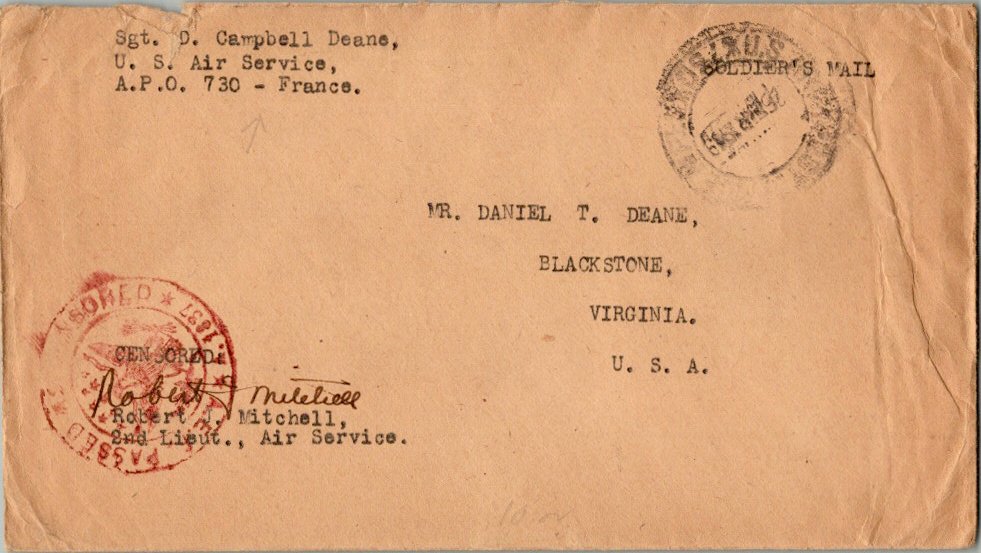 Sgt. D. Campbell Deane,
U. S. Air Service,
A.P.O. 730 - France.
SOLDIER'S MAIL
MR. DANIEL T. DEANE,
BLACKSTONE,
VIRGINIA.
U. S. A.
PASSED
CENSORED:
Robert J Mitchell
Robert J. Mitchell,
2nd Lieut., Air Service.